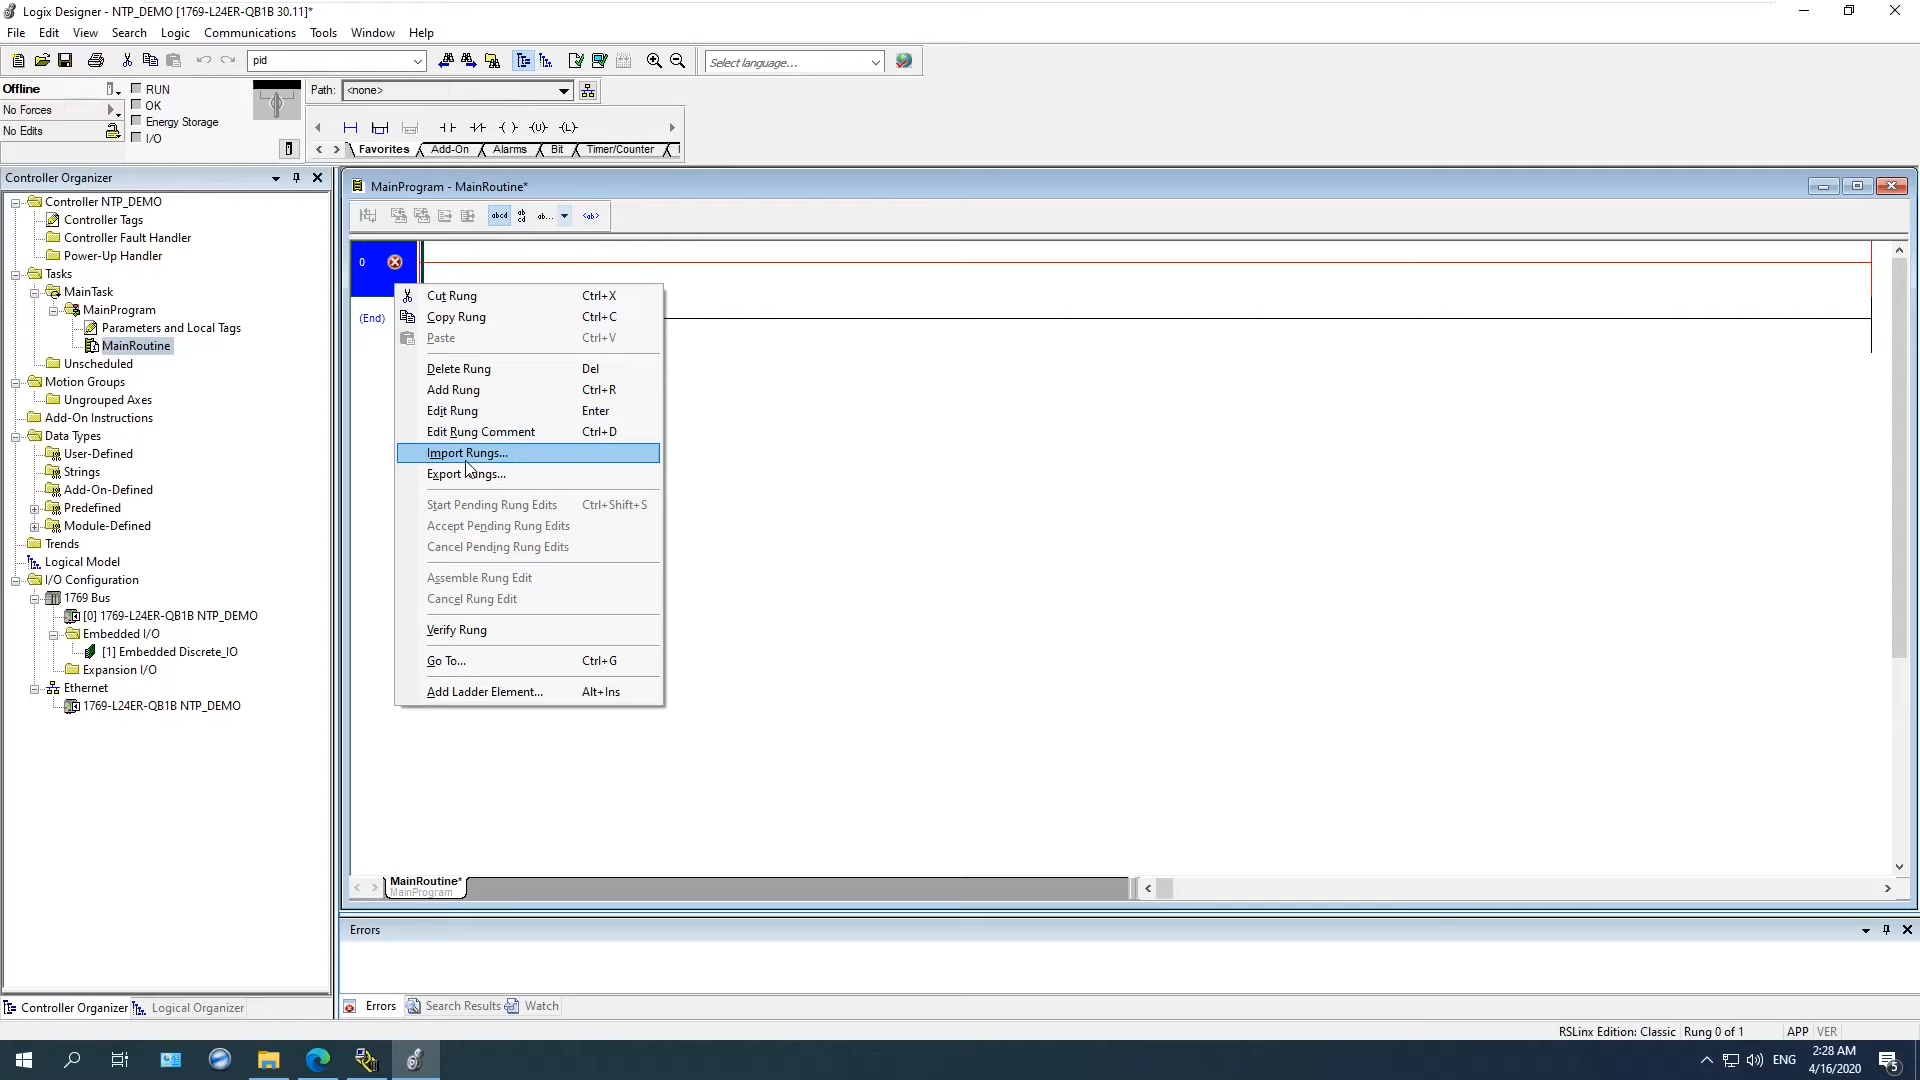 Logix Designer - NTP_DEMO [1769-L24ER-QB1B 30.11]*
File Edit View Search Logic Communications Tools Window Help
pid
Select language...
Offline
RUN
No Forces
OK
Energy Storage
No Edits
I/O
Path: <none>
Favorites Add-On Alarms Bit Timer/Counter
Controller Organizer
Controller NTP_DEMO
Controller Tags
Controller Fault Handler
Power-Up Handler
Tasks
MainTask
MainProgram
Parameters and Local Tags
MainRoutine
Unscheduled
Motion Groups
Ungrouped Axes
Add-On Instructions
Data Types
User-Defined
Strings
Add-On-Defined
Predefined
Module-Defined
Trends
Logical Model
I/O Configuration
1769 Bus
[0] 1769-L24ER-QB1B NTP_DEMO
Embedded I/O
[1] Embedded Discrete_IO
Expansion I/O
Ethernet
1769-L24ER-QB1B NTP_DEMO
Controller Organizer Logical Organizer
MainProgram - MainRoutine*
abcd ab cd ab... <ab>
0
(End)
Cut Rung Ctrl+X
Copy Rung Ctrl+C
Paste Ctrl+V
Delete Rung Del
Add Rung Ctrl+R
Edit Rung Enter
Edit Rung Comment Ctrl+D
Import Rungs...
Export Rungs...
Start Pending Rung Edits Ctrl+Shift+S
Accept Pending Rung Edits
Cancel Pending Rung Edits
Assemble Rung Edit
Cancel Rung Edit
Verify Rung
Go To... Ctrl+G
Add Ladder Element... Alt+Ins
MainRoutine*
MainProgram
Errors
Errors Search Results Watch
RSLinx Edition: Classic Rung 0 of 1 APP VER
ENG
2:28 AM
4/16/2020
5